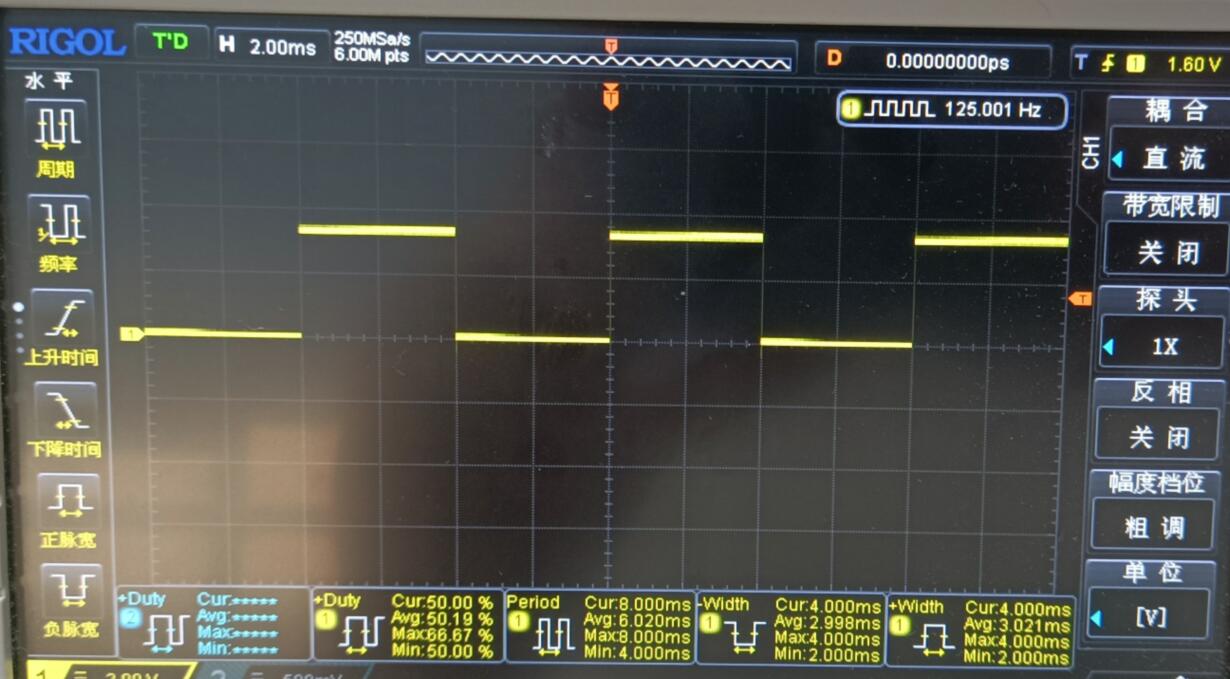 RIGOL T'D H 2.00ms 250MSa/s 6.00M pts T D 0.00000000ps T 1 1.60 V
水平
T
1 125.001 Hz
耦合
CH1
直流
周期
带宽限制
关闭
频率
T
探头
1
上升时间
1X
反相
关闭
下降时间
幅度档位
粗调
正脉宽
单位
[V]
负脉宽
+Duty 2 Cur:***** Avg:***** Max:***** Min:*****
+Duty 1 Cur:50.00 % Avg:50.19 % Max:66.67 % Min:50.00 %
Period 1 Cur:8.000ms Avg:6.020ms Max:8.000ms Min:4.000ms
-Width 1 Cur:4.000ms Avg:2.998ms Max:4.000ms Min:2.000ms
+Width 1 Cur:4.000ms Avg:3.021ms Max:4.000ms Min:2.000ms